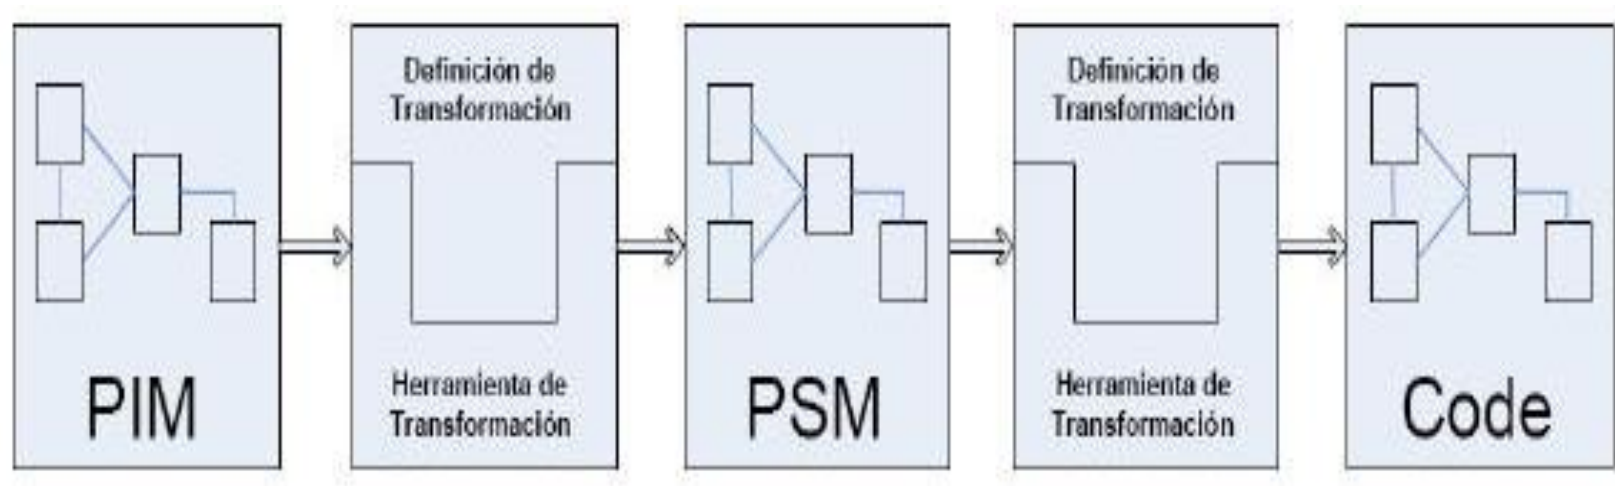 PIM
Definición de
Transformación
Herramienta de
Transformación
PSM
Definición de
Transformación
Herramienta de
Transformación
Code